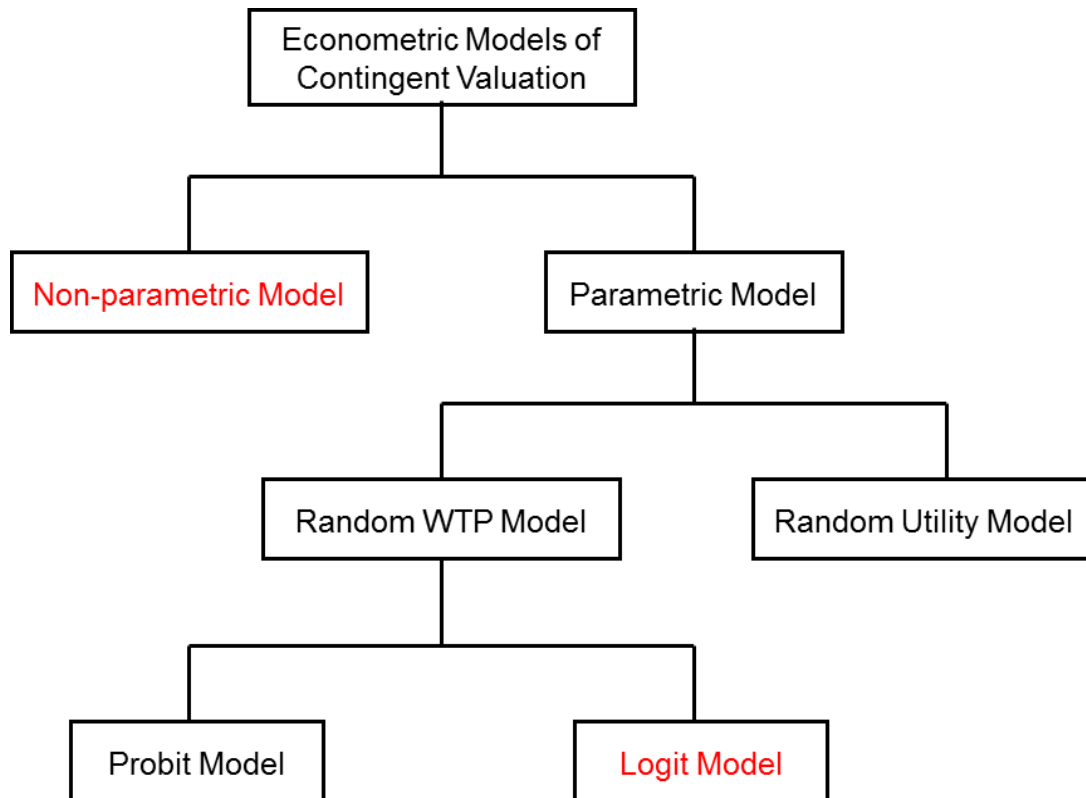 Econometric Models of
Contingent Valuation
Non-parametric Model
Parametric Model
Random WTP Model
Random Utility Model
Probit Model
Logit Model